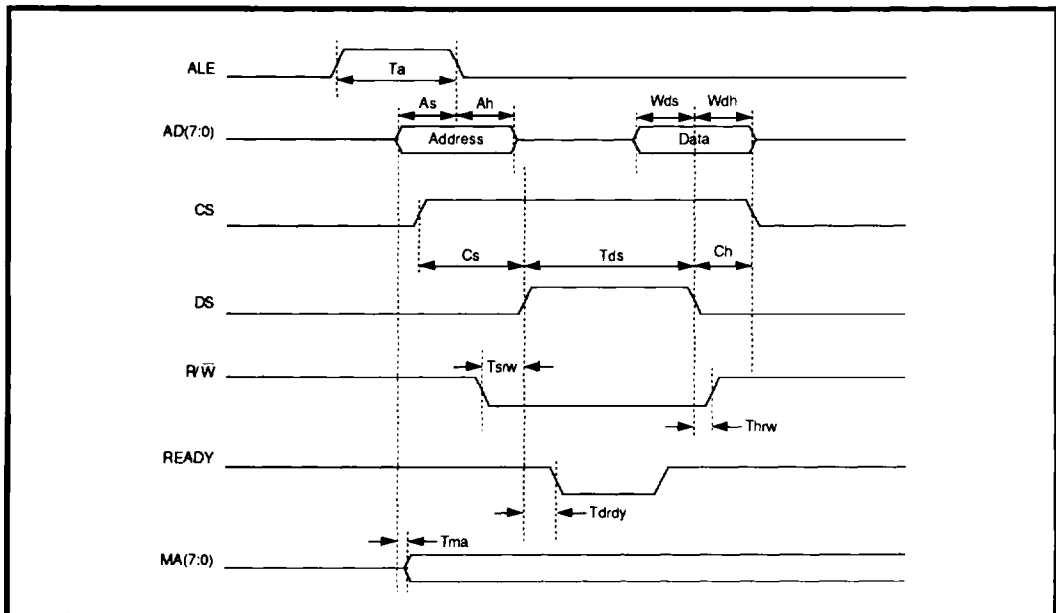 ALE
Ta
As Ah Wds Wdh
AD(7:0) Address Data
CS
Cs Tds Ch
DS
R/W̅ Tsrw
Thrw
READY
Tdrdy
Tma
MA(7:0)